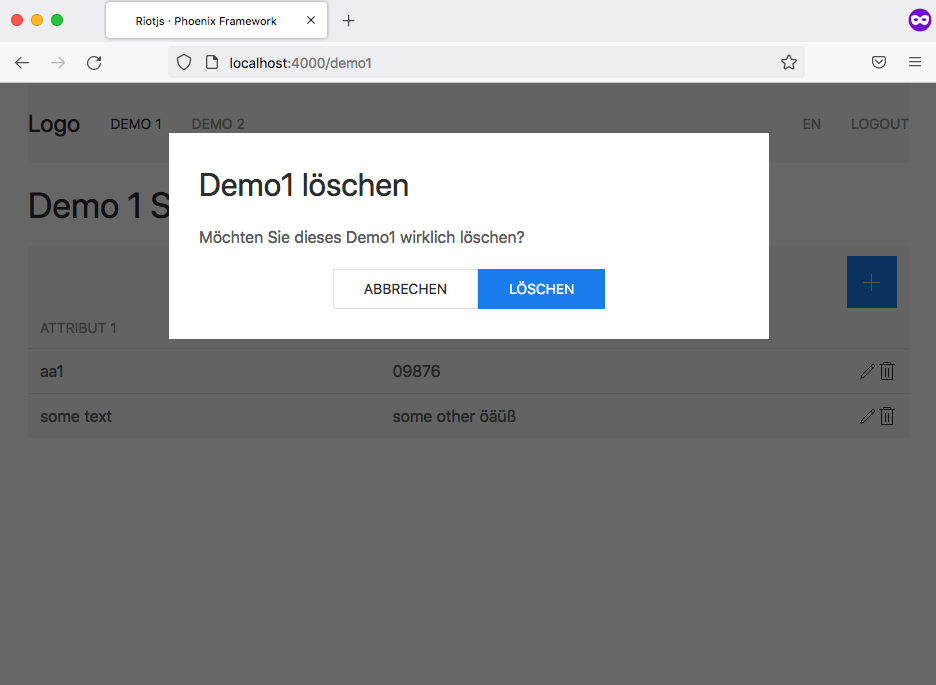 Riotjs · Phoenix Framework
localhost:4000/demo1
Logo DEMO 1 DEMO 2 EN LOGOUT
Demo 1 S
Demo1 löschen
Möchten Sie dieses Demo1 wirklich löschen?
ABBRECHEN LÖSCHEN
ATTRIBUT 1
aa1 09876
some text some other öäüß